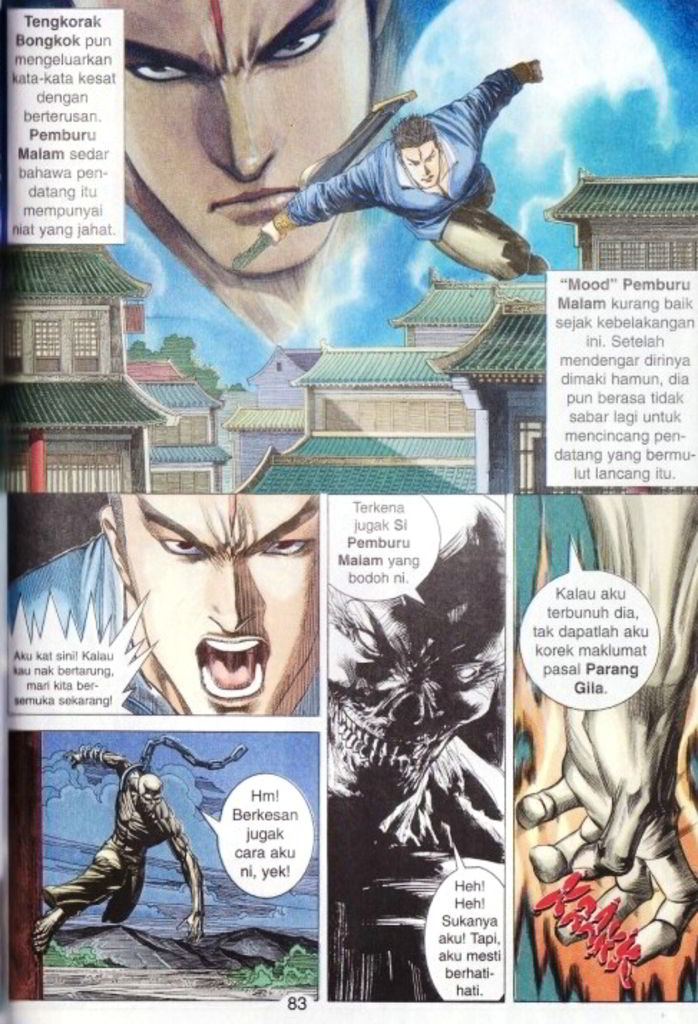 Tengkorak
Bongkok pun
mengeluarkan
kata-kata kesat
dengan
berterusan.
Pemburu
Malam sedar
bahawa pen-
datang itu
mempunyai
niat yang jahat.
“Mood” Pemburu
Malam kurang baik
sejak kebelakangan
ini. Setelah
mendengar dirinya
dimaki hamun, dia
pun berasa tidak
sabar lagi untuk
mencincang pen-
datang yang bermu-
lut lancang itu.
Aku kat sini! Kalau
kau nak bertarung,
mari kita ber-
semuka sekarang!
Hm!
Berkesan
jugak
cara aku
ni, yek!
Terkena
jugak Si
Pemburu
Malam yang
bodoh ni.
Heh!
Heh!
Sukanya
aku! Tapi,
aku mesti
berhati-
hati.
Kalau aku
terbunuh dia,
tak dapatlah aku
korek maklumat
pasal Parang
Gila.
83